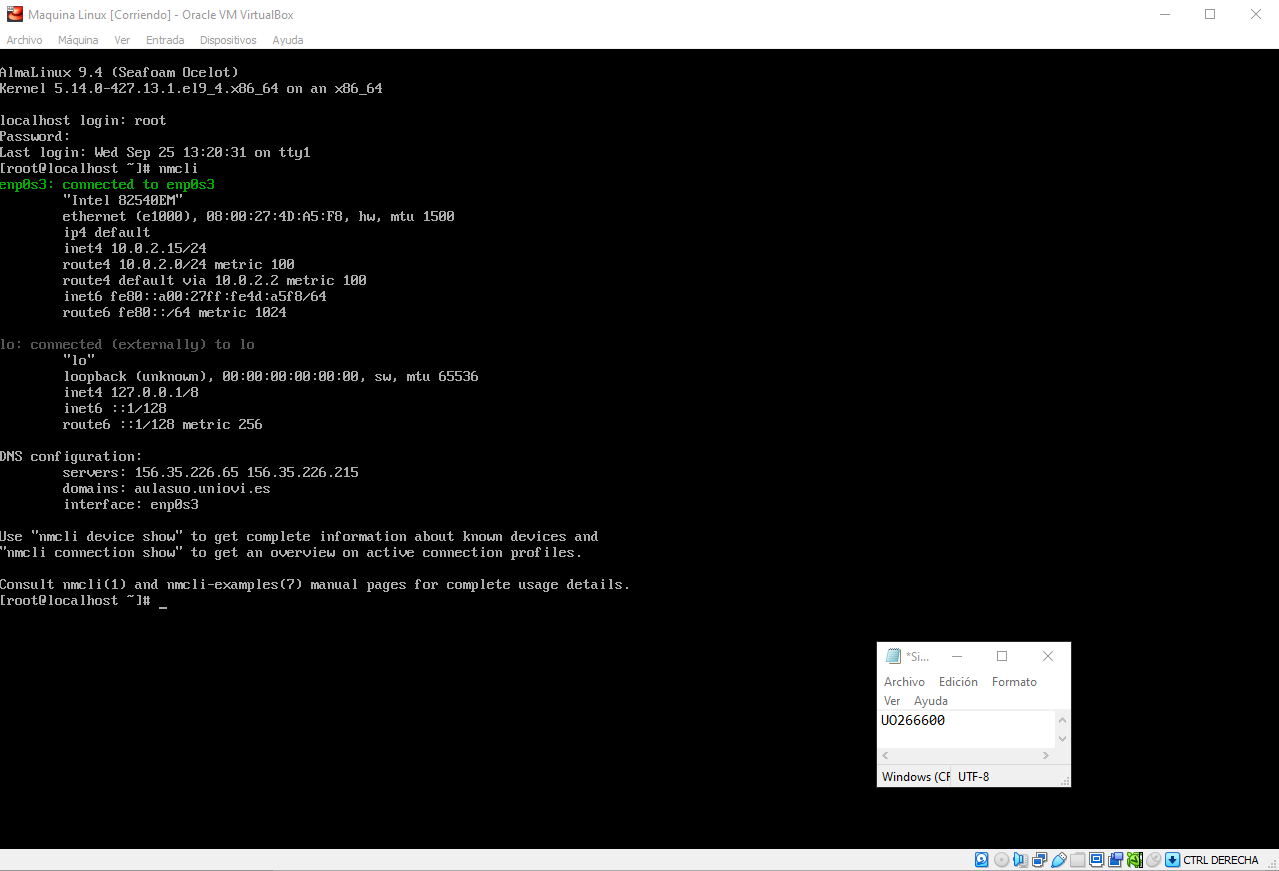 Maquina Linux [Corriendo] - Oracle VM VirtualBox
Archivo Máquina Ver Entrada Dispositivos Ayuda
AlmaLinux 9.4 (Seafoam Ocelot)
Kernel 5.14.0-427.13.1.el9_4.x86_64 on an x86_64
localhost login: root
Password:
Last login: Wed Sep 25 13:20:31 on tty1
[root@localhost ~]# nmcli
enp0s3: connected to enp0s3
"Intel 82540EM"
ethernet (e1000), 08:00:27:4D:A5:F8, hw, mtu 1500
ip4 default
inet4 10.0.2.15/24
route4 10.0.2.0/24 metric 100
route4 default via 10.0.2.2 metric 100
inet6 fe80::a00:27ff:fe4d:a5f8/64
route6 fe80::/64 metric 1024
lo: connected (externally) to lo
"lo"
loopback (unknown), 00:00:00:00:00:00, sw, mtu 65536
inet4 127.0.0.1/8
inet6 ::1/128
route6 ::1/128 metric 256
DNS configuration:
servers: 156.35.226.65 156.35.226.215
domains: aulasuo.uniovi.es
interface: enp0s3
Use "nmcli device show" to get complete information about known devices and
"nmcli connection show" to get an overview on active connection profiles.
Consult nmcli(1) and nmcli-examples(7) manual pages for complete usage details.
[root@localhost ~]# _
*Si...
Archivo Edición Formato
Ver Ayuda
UO266600
Windows (CF UTF-8
CTRL DERECHA